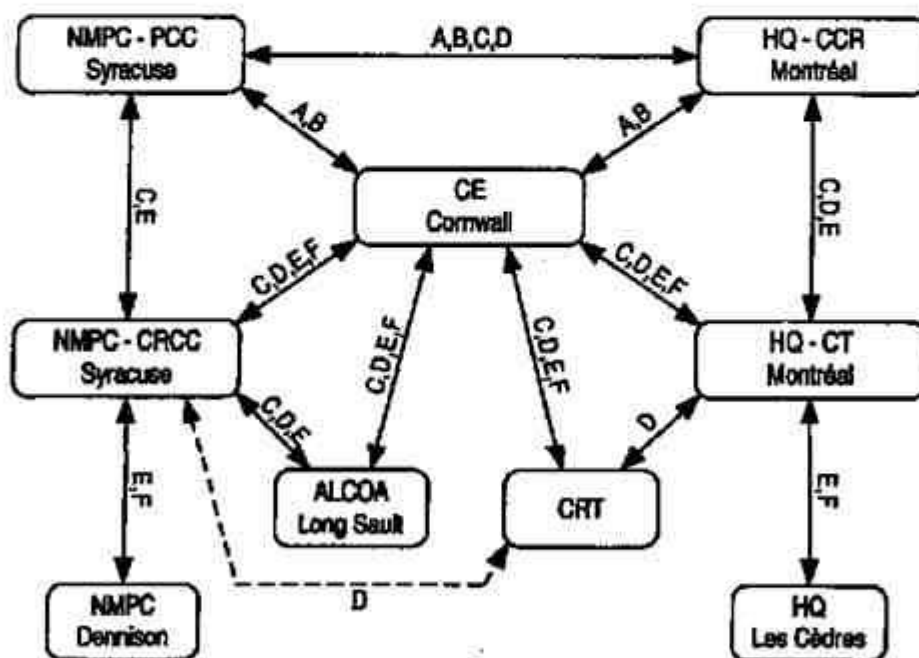 NMPC - PCC
Syracuse
A,B,C,D
HQ - CCR
Montréal
A,B
A,B
CE
Cornwall
C,E
C,D,E
C,D,E,F
C,D,E,F
C,D,E,F
C,D,E,F
NMPC - CRCC
Syracuse
HQ - CT
Montréal
C,D,E
D
E,F
E,F
ALCOA
Long Sault
CRT
D
NMPC
Dennison
HQ
Les Cèdres